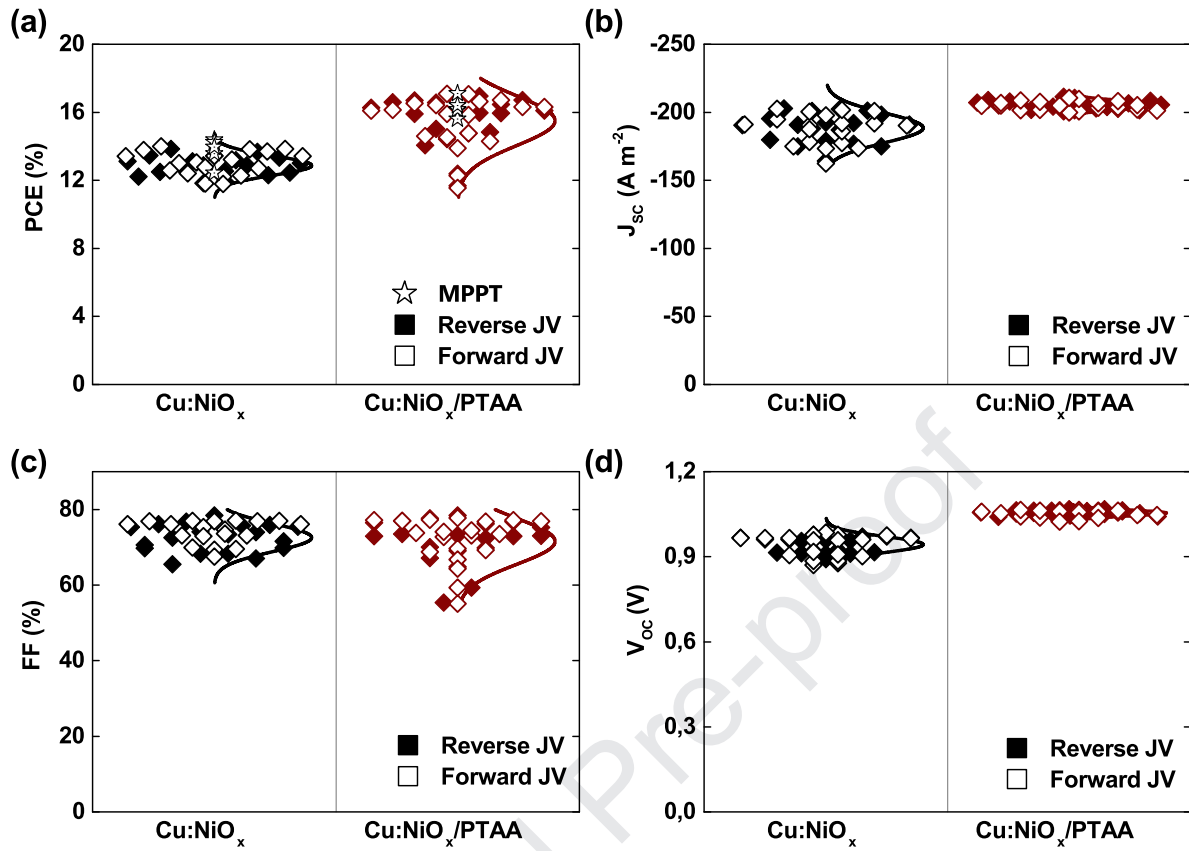 (a)
20
16
12
8
4
0
PCE (%)
MPPT
Reverse JV
Forward JV
Cu:NiOₓ
Cu:NiOₓ/PTAA
(b)
-250
-200
-150
-100
-50
0
J_SC (A m⁻²)
Reverse JV
Forward JV
Cu:NiOₓ
Cu:NiOₓ/PTAA
(c)
80
60
40
20
0
FF (%)
Reverse JV
Forward JV
Cu:NiOₓ
Cu:NiOₓ/PTAA
(d)
1,2
0,9
0,6
0,3
0,0
V_OC (V)
Reverse JV
Forward JV
Cu:NiOₓ
Cu:NiOₓ/PTAA
Pre-proof